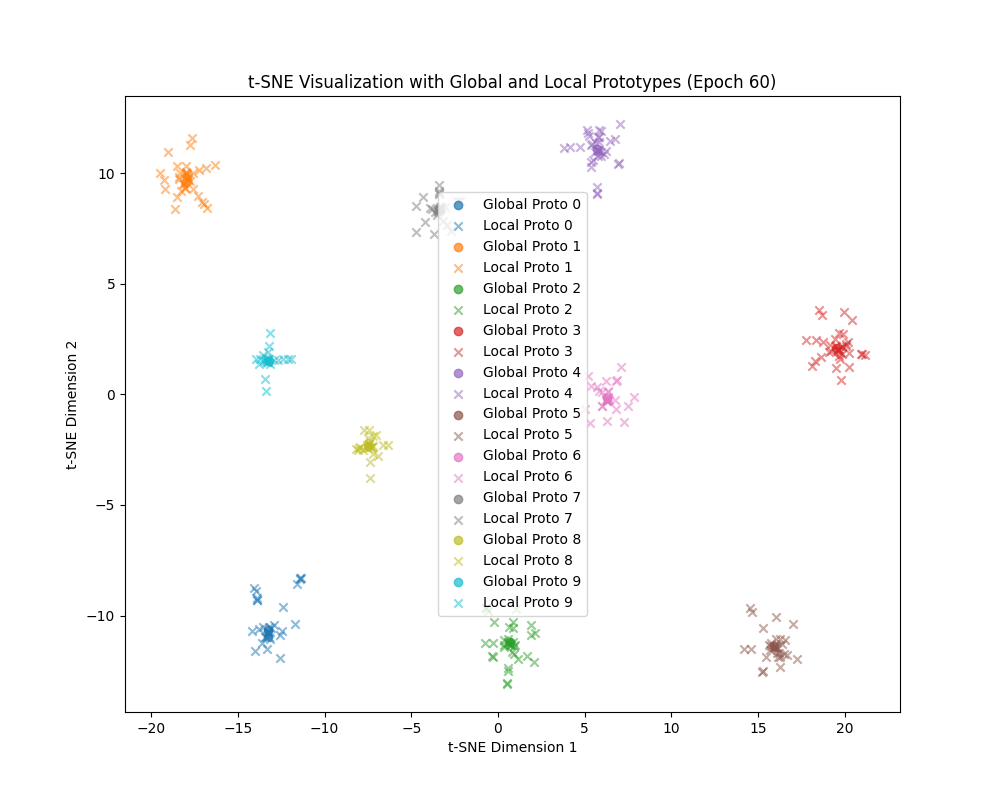 t-SNE Visualization with Global and Local Prototypes (Epoch 60)
10
5
0
−5
−10
t-SNE Dimension 2
Global Proto 0
Local Proto 0
Global Proto 1
Local Proto 1
Global Proto 2
Local Proto 2
Global Proto 3
Local Proto 3
Global Proto 4
Local Proto 4
Global Proto 5
Local Proto 5
Global Proto 6
Local Proto 6
Global Proto 7
Local Proto 7
Global Proto 8
Local Proto 8
Global Proto 9
Local Proto 9
−20 −15 −10 −5 0 5 10 15 20
t-SNE Dimension 1